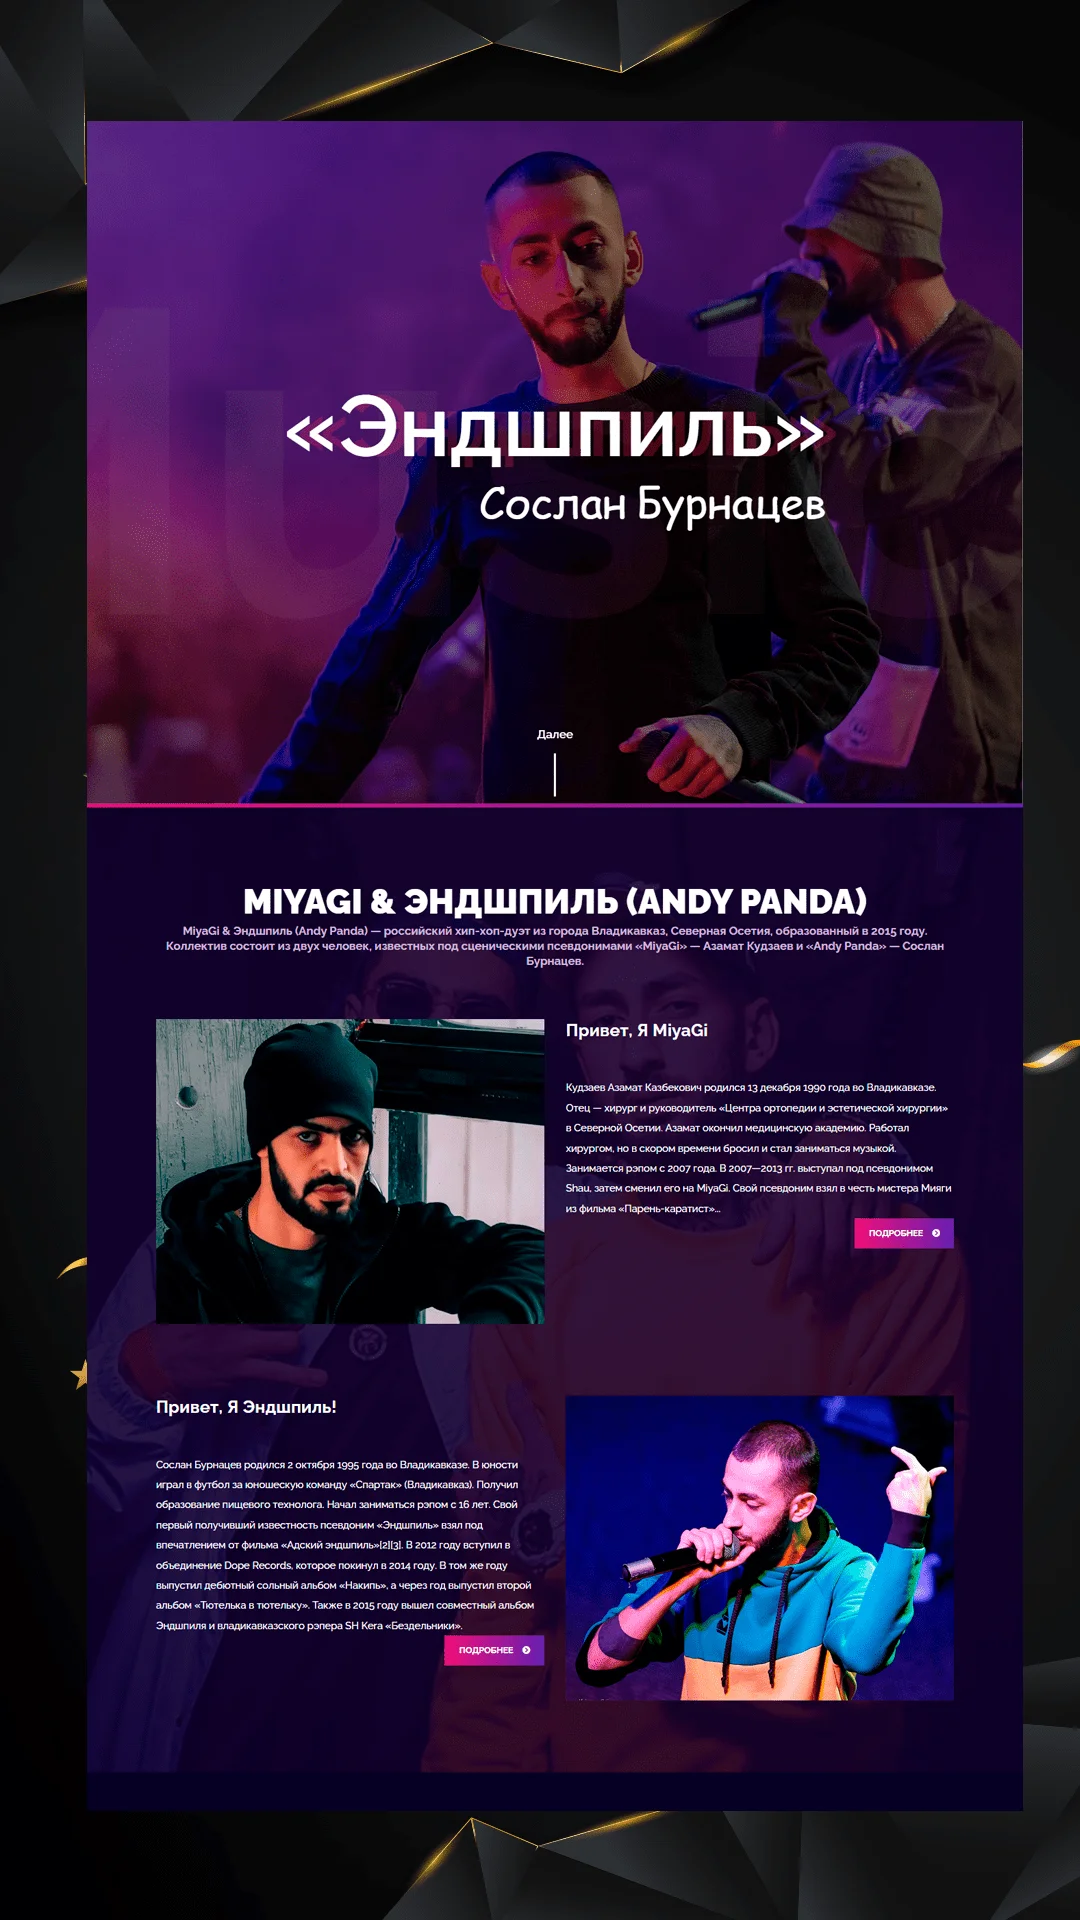 Music
«Эндшпиль»
Сослан Бурнацев
Далее
MIYAGI & ЭНДШПИЛЬ (ANDY PANDA)
MiyaGi & Эндшпиль (Andy Panda) — российский хип-хоп-дуэт из города Владикавказ, Северная Осетия, образованный в 2015 году.
Коллектив состоит из двух человек, известных под сценическими псевдонимами «MiyaGi» — Азамат Кудзаев и «Andy Panda» — Сослан
Бурнацев.
Привет, Я MiyaGi
Кудзаев Азамат Казбекович родился 13 декабря 1990 года во Владикавказе.
Отец — хирург и руководитель «Центра ортопедии и эстетической хирургии»
в Северной Осетии. Азамат окончил медицинскую академию. Работал
хирургом, но в скором времени бросил и стал заниматься музыкой.
Занимается рэпом с 2007 года. В 2007—2013 гг. выступал под псевдонимом
Shau, затем сменил его на MiyaGi. Свой псевдоним взял в честь мистера Мияги
из фильма «Парень-каратист»...
ПОДРОБНЕЕ
Привет, Я Эндшпиль!
Сослан Бурнацев родился 2 октября 1995 года во Владикавказе. В юности
играл в футбол за юношескую команду «Спартак» (Владикавказ). Получил
образование пищевого технолога. Начал заниматься рэпом с 16 лет. Свой
первый получивший известность псевдоним «Эндшпиль» взял под
впечатлением от фильма «Адский эндшпиль»[2][3]. В 2012 году вступил в
объединение Dope Records, которое покинул в 2014 году. В том же году
выпустил дебютный сольный альбом «Накипь», а через год выпустил второй
альбом «Тютелька в тютельку». Также в 2015 году вышел совместный альбом
Эндшпиля и владикавказского рэпера SH Kera «Бездельники».
ПОДРОБНЕЕ